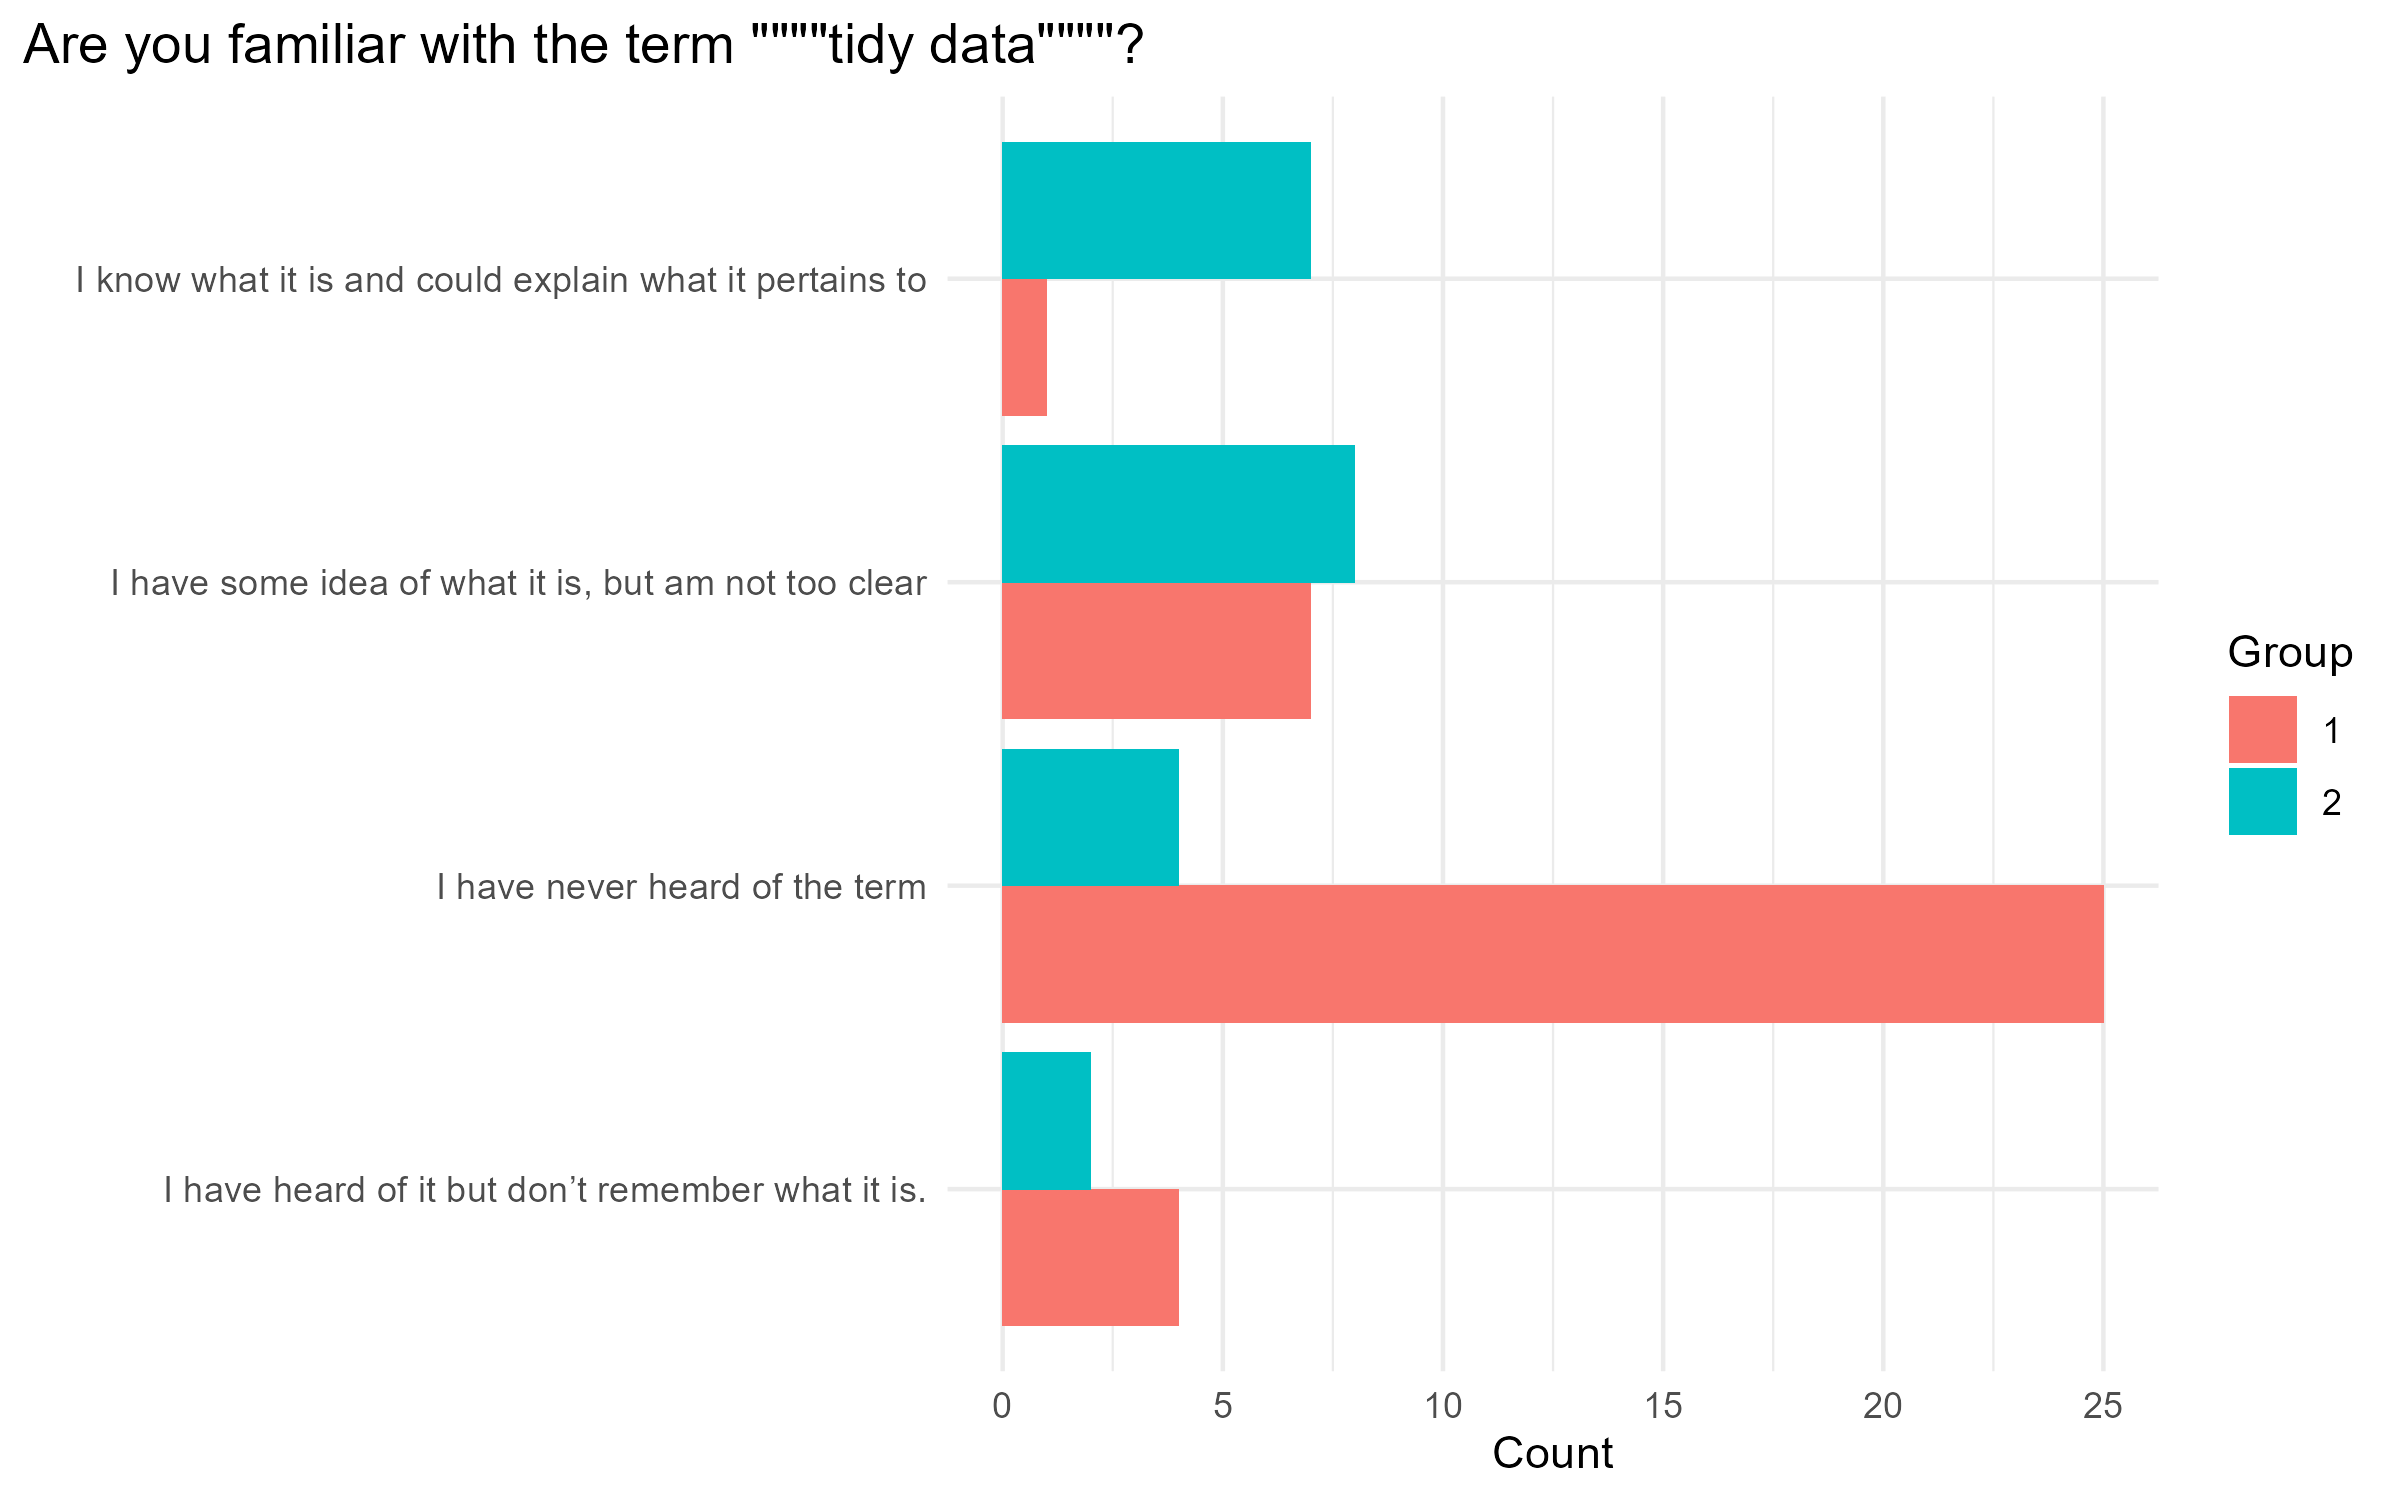 Are you familiar with the term """"tidy data""""?
I know what it is and could explain what it pertains to
I have some idea of what it is, but am not too clear
I have never heard of the term
I have heard of it but don’t remember what it is.
0 5 10 15 20 25
Count
Group
1
2